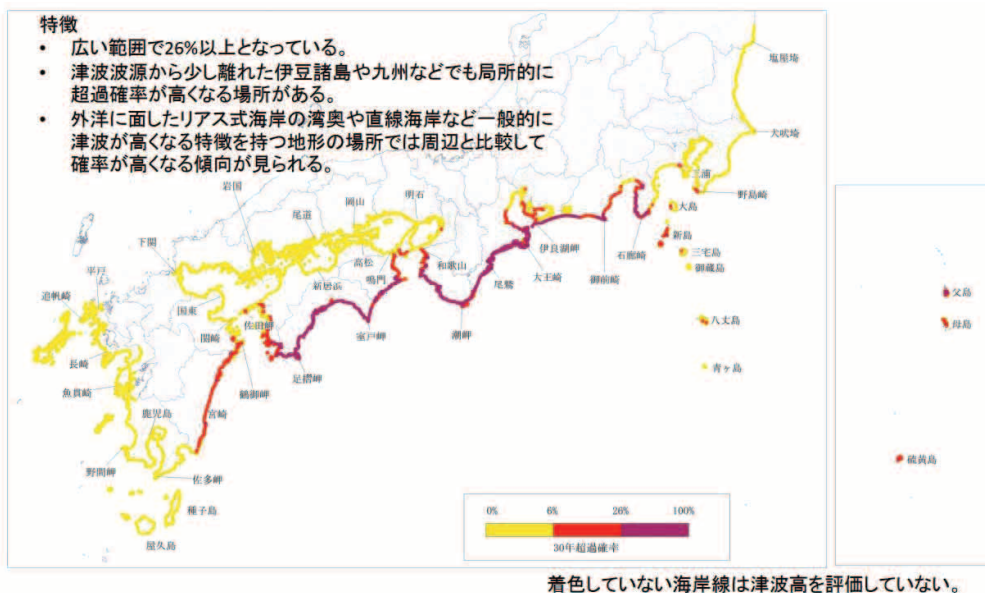 特徴
• 広い範囲で26%以上となっている。
• 津波波源から少し離れた伊豆諸島や九州などでも局所的に
超過確率が高くなる場所がある。
• 外洋に面したリアス式海岸の湾奥や直線海岸など一般的に
津波が高くなる特徴を持つ地形の場所では周辺と比較して
確率が高くなる傾向が見られる。
塩屋埼
犬吠埼
三浦
野島崎
大島
新島
三宅島
御蔵島
八丈島
青ヶ島
石廊崎
御前崎
伊良湖岬
大王崎
尾鷲
潮岬
和歌山
明石
岡山
尾道
岩国
下関
高松
鳴門
新居浜
室戸岬
足摺岬
佐田岬
国東
関崎
鶴御岬
宮崎
平戸
長崎
魚貫崎
鹿児島
野間岬
佐多岬
種子島
屋久島
父島
母島
硫黄島
0% 6% 26% 100%
30年超過確率
着色していない海岸線は津波高を評価していない。